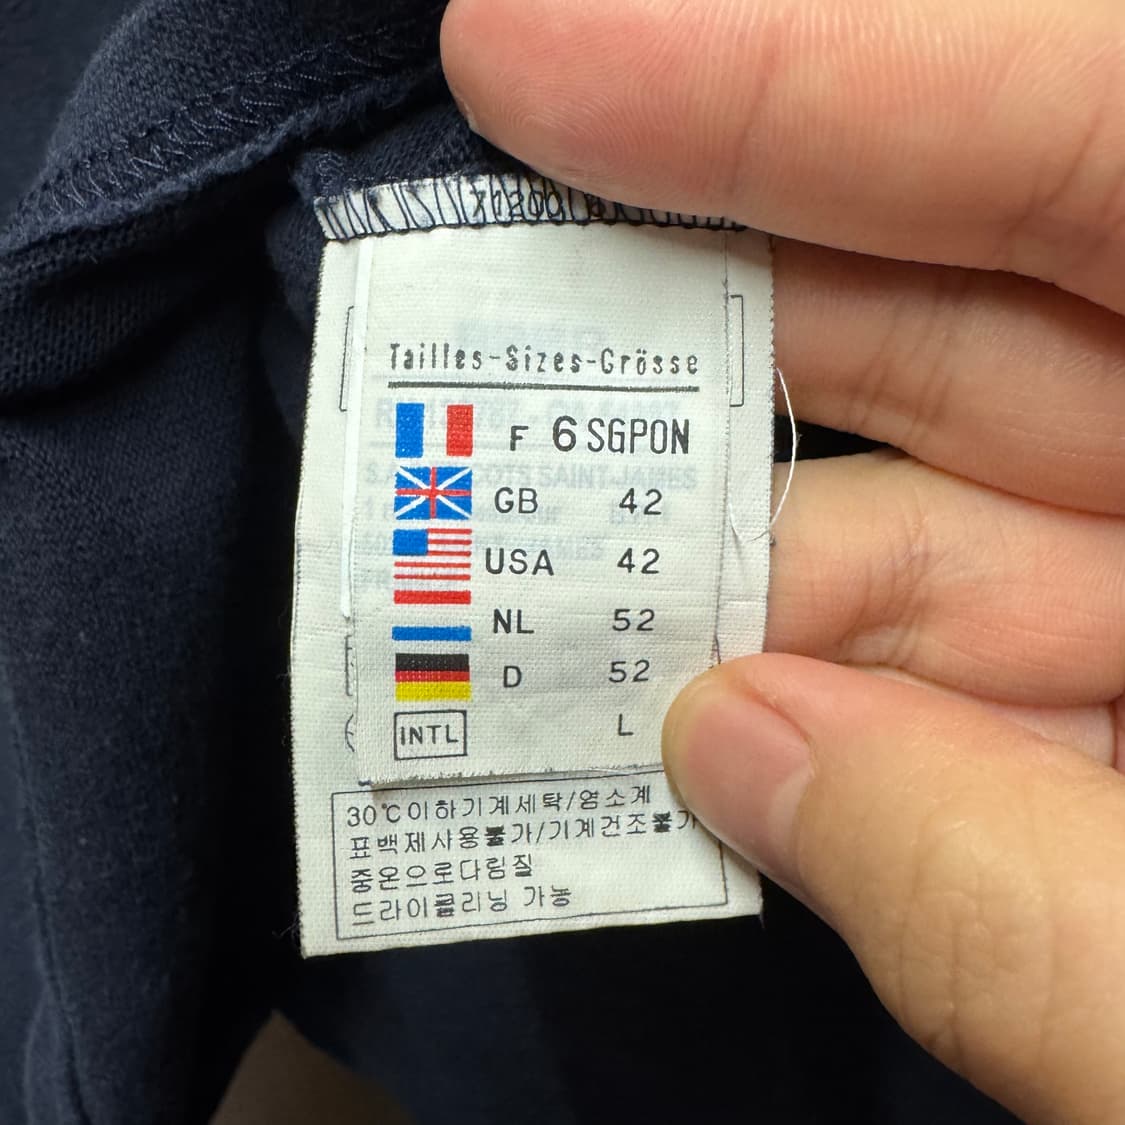 Tailles-Sizes-Grösse
F 6 SGPON
GB 42
USA 42
NL 52
D 52
INTL L
30℃이하기계세탁/염소계
표백제사용불가/기계건조불가
중온으로다림질
드라이클리닝 가능